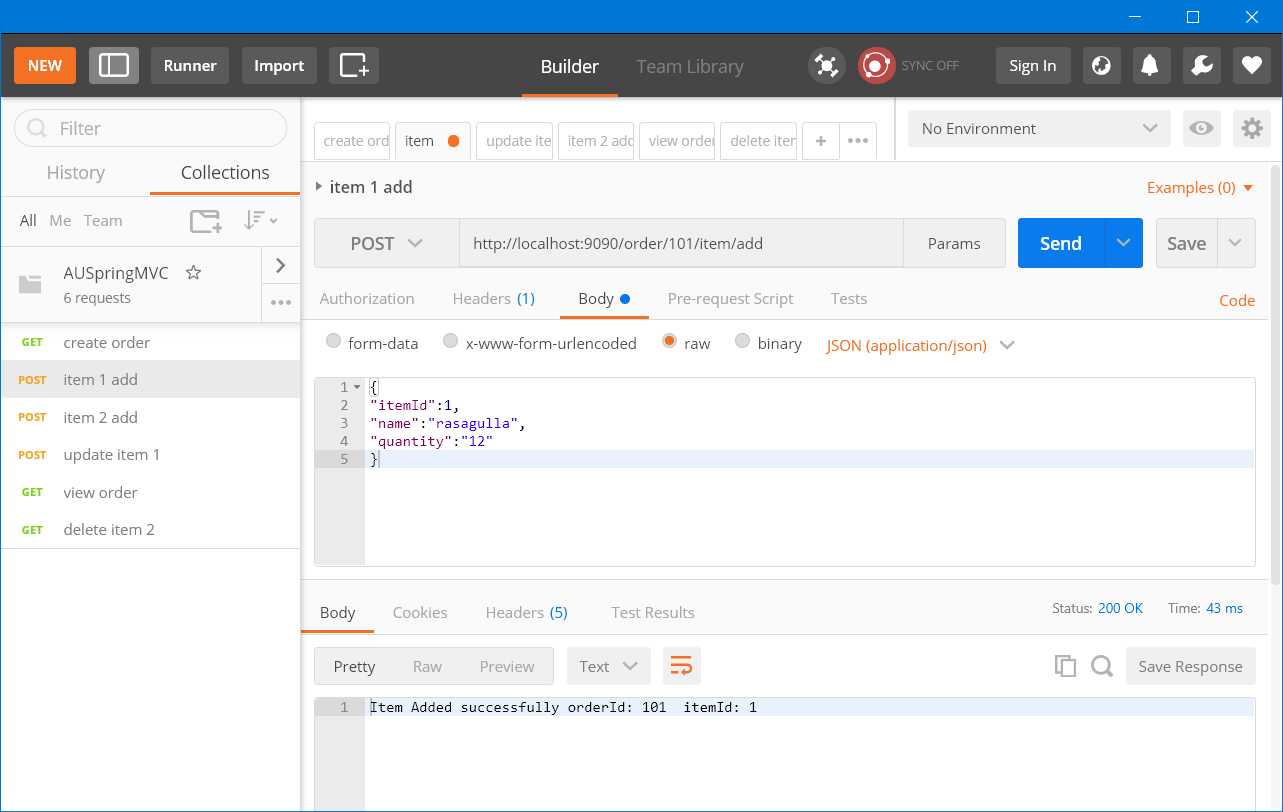 NEW Runner Import Builder Team Library SYNC OFF Sign In
Filter
History Collections
All Me Team
AUSpringMVC
6 requests
GET create order
POST item 1 add
POST item 2 add
POST update item 1
GET view order
GET delete item 2
create ord item update ite item 2 add view order delete iter + •••
No Environment
item 1 add
Examples (0)
POST http://localhost:9090/order/101/item/add Params Send Save
Authorization Headers (1) Body Pre-request Script Tests Code
form-data x-www-form-urlencoded raw binary JSON (application/json)
1 {
2 "itemId":1,
3 "name":"rasagulla",
4 "quantity":"12"
5 }
Body Cookies Headers (5) Test Results Status: 200 OK Time: 43 ms
Pretty Raw Preview Text Save Response
1 Item Added successfully orderId: 101  itemId: 1